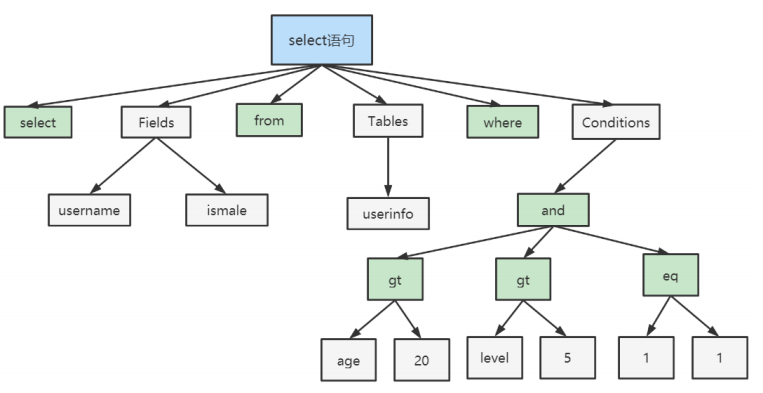 select语句
select
Fields
from
Tables
where
Conditions
username
ismale
userinfo
and
gt
gt
eq
age
20
level
5
1
1